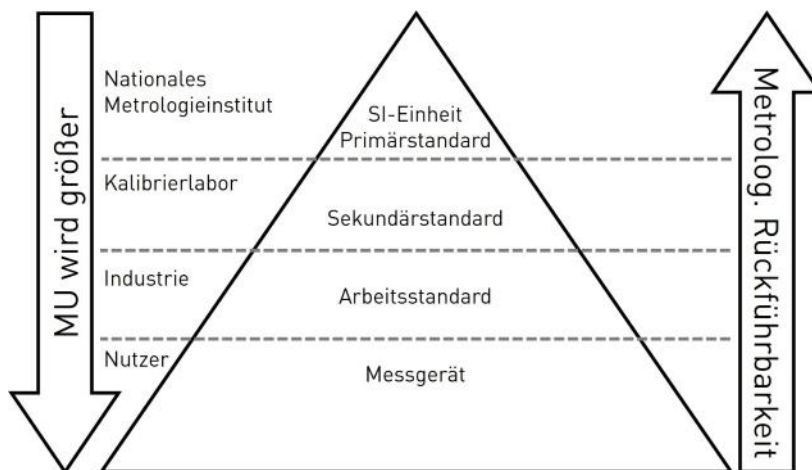 MU wird größer
Nationales
Metrologieinstitut
SI-Einheit
Primärstandard
Kalibrierlabor
Sekundärstandard
Industrie
Arbeitsstandard
Nutzer
Messgerät
Metrolog. Rückführbarkeit